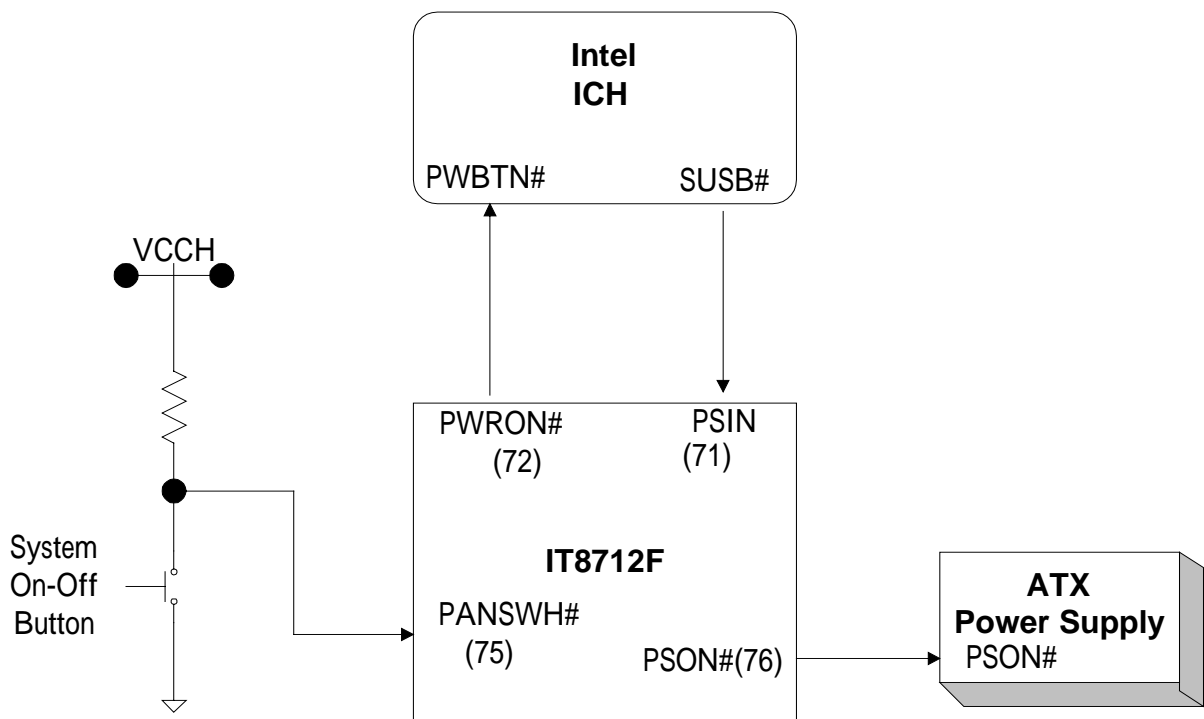 Intel
ICH
PWBTN#
SUSB#
VCCH
PWRON#
(72)
PSIN
(71)
System
On-Off
Button
IT8712F
PANSWH#
(75)
PSON#(76)
ATX
Power Supply
PSON#